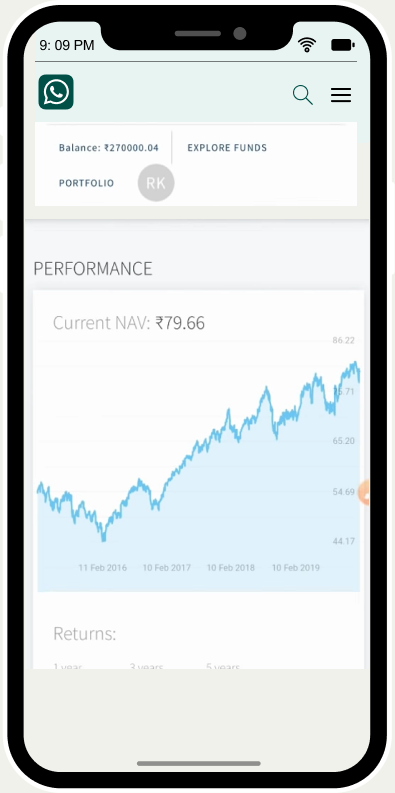 9: 09 PM
Balance: ₹270000.04
EXPLORE FUNDS
PORTFOLIO
RK
PERFORMANCE
Current NAV: ₹79.66
86.22
75.71
65.20
54.69
44.17
11 Feb 2016 10 Feb 2017 10 Feb 2018 10 Feb 2019
Returns:
1 year 3 years 5 years